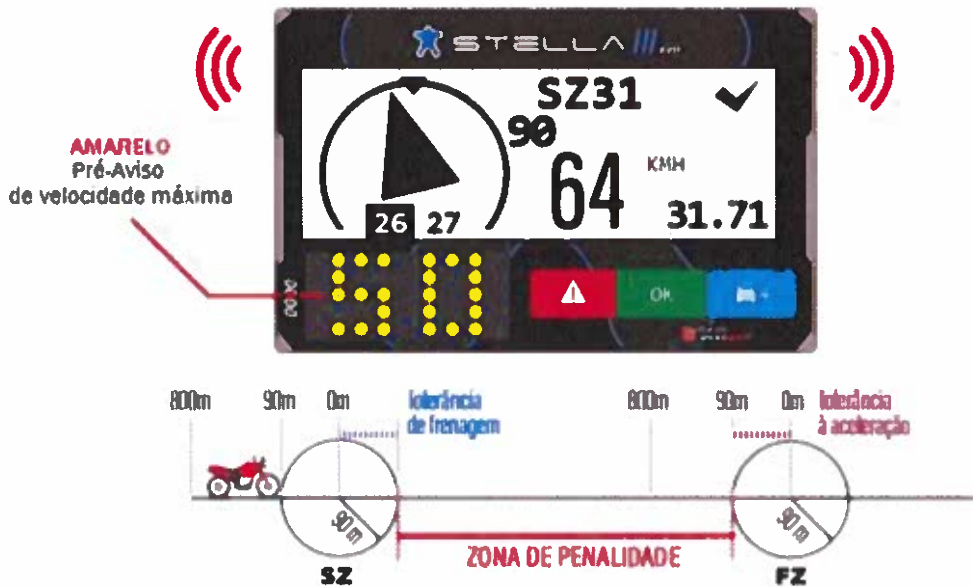 STELLA III
SZ31
90
64 KMH
31.71
26 27
AMARELO
Pré-Aviso
de velocidade máxima
50
OK
800m 90m 0m tolerância de frenagem 800m 90m 0m tolerância à aceleração
90m 90m
ZONA DE PENALIDADE
SZ FZ